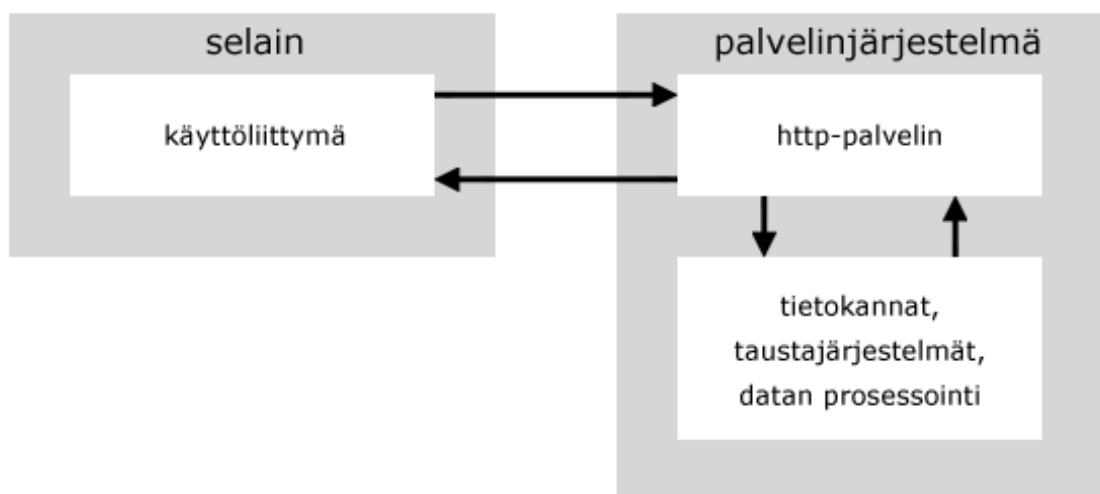 selain
käyttöliittymä
palvelinjärjestelmä
http-palvelin
tietokannat,
taustajärjestelmät,
datan prosessointi